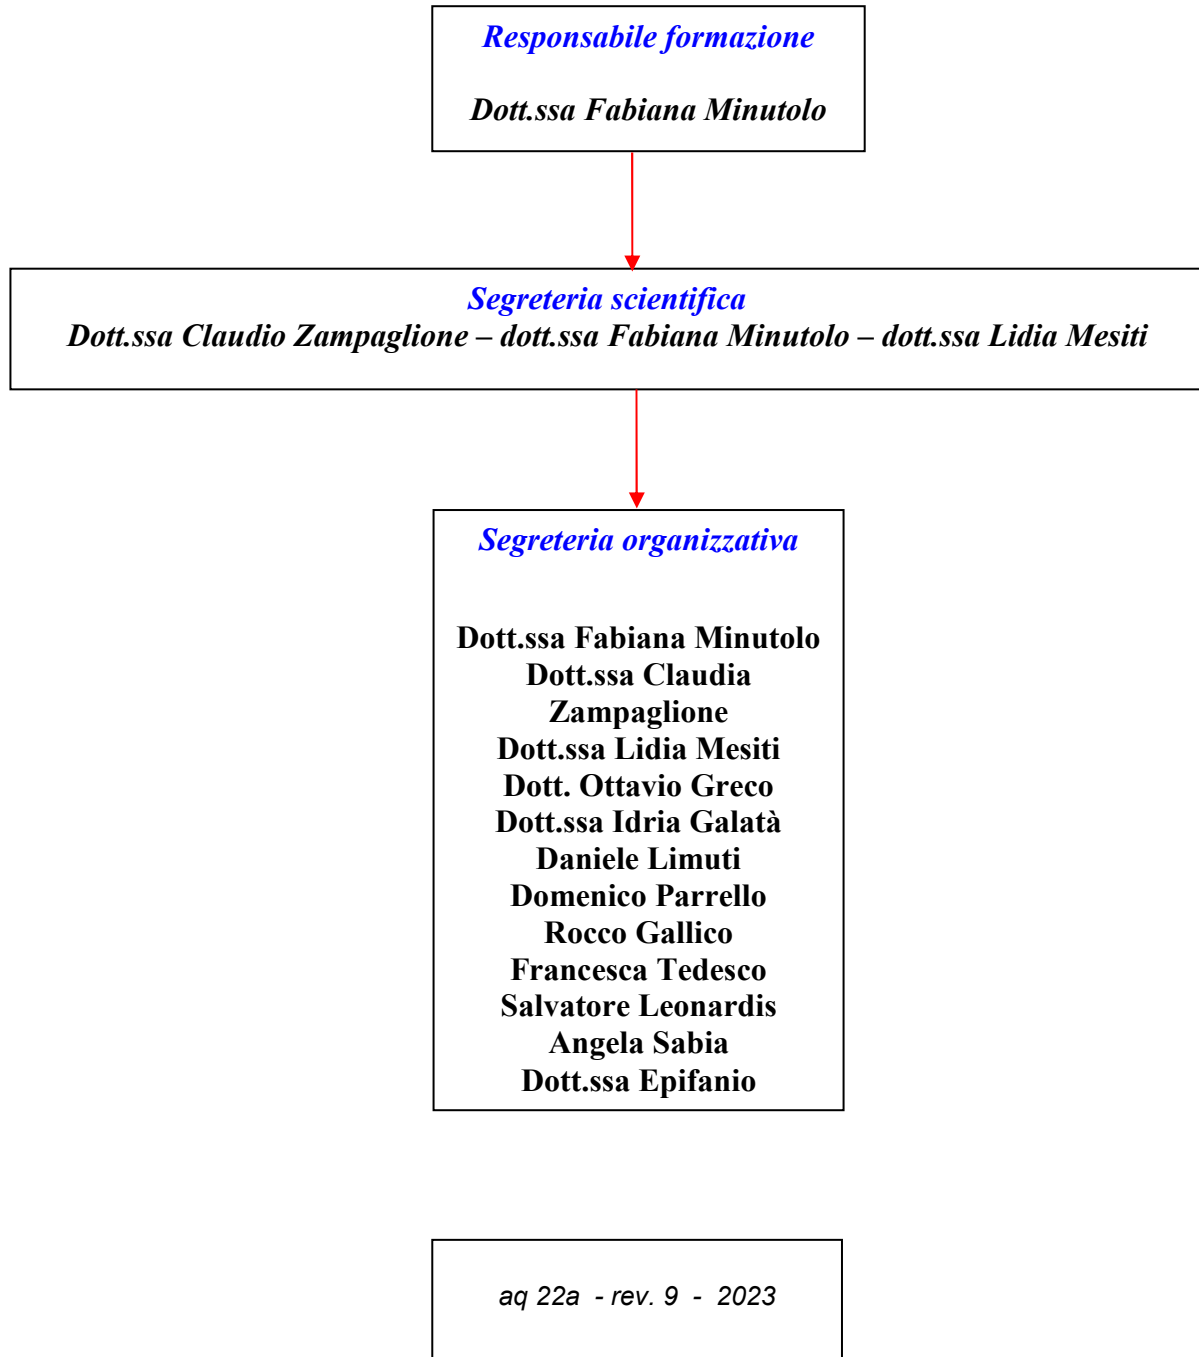 Responsabile formazione
Dott.ssa Fabiana Minutolo
Segreteria scientifica
Dott.ssa Claudio Zampaglione – dott.ssa Fabiana Minutolo – dott.ssa Lidia Mesiti
Segreteria organizzativa
Dott.ssa Fabiana Minutolo
Dott.ssa Claudia
Zampaglione
Dott.ssa Lidia Mesiti
Dott. Ottavio Greco
Dott.ssa Idria Galatà
Daniele Limuti
Domenico Parrello
Rocco Gallico
Francesca Tedesco
Salvatore Leonardis
Angela Sabia
Dott.ssa Epifanio
aq 22a - rev. 9 - 2023